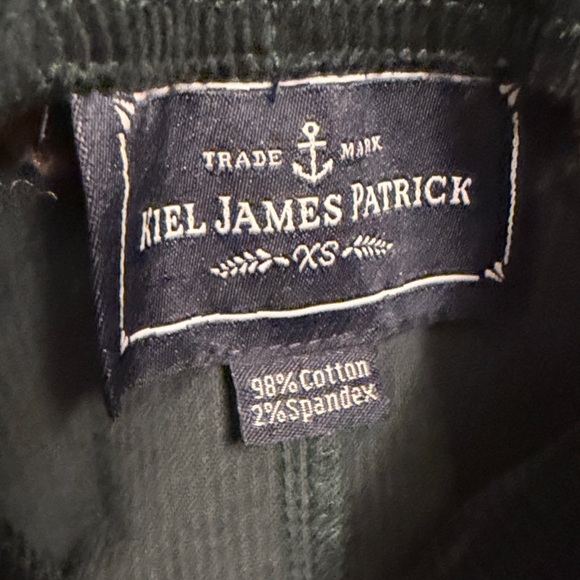 TRADE MARK
KIEL JAMES PATRICK
XS
98% Cotton
2% Spandex